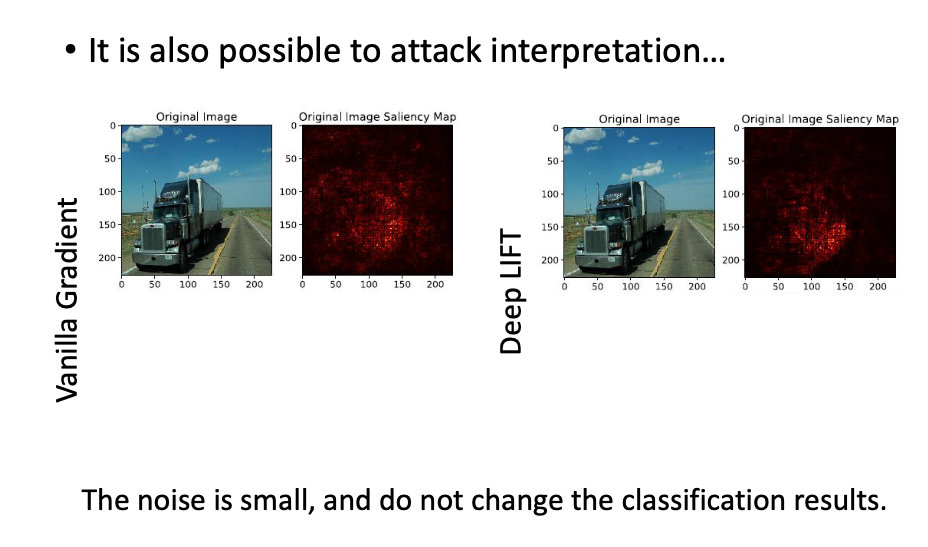 • It is also possible to attack interpretation…
Vanilla Gradient
Original Image
0
50
100
150
200
0 50 100 150 200
Original Image Saliency Map
0
50
100
150
200
0 50 100 150 200
Deep LIFT
Original Image
0
50
100
150
200
0 50 100 150 200
Original Image Saliency Map
0
50
100
150
200
0 50 100 150 200
The noise is small, and do not change the classification results.